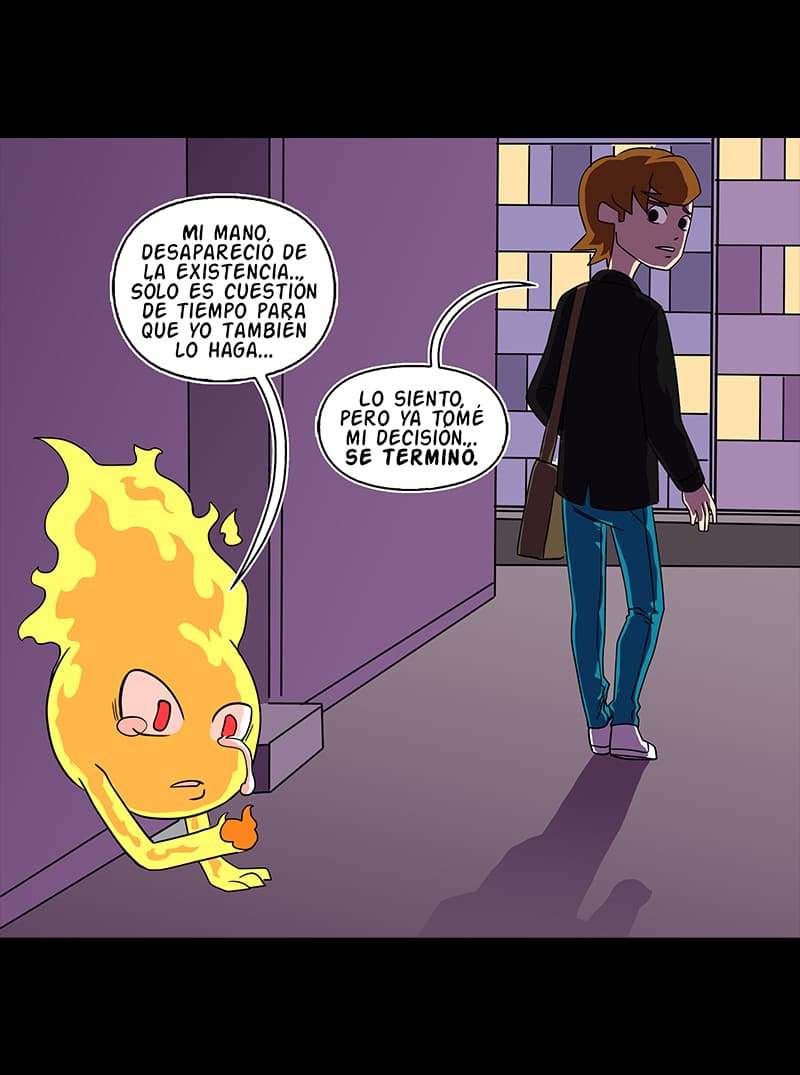 MI MANO,
DESAPARECIÓ DE
LA EXISTENCIA...
SÓLO ES CUESTIÓN
DE TIEMPO PARA
QUE YO TAMBIÉN
LO HAGA...
LO SIENTO,
PERO YA TOMÉ
MI DECISIÓN...
SE TERMINÓ.